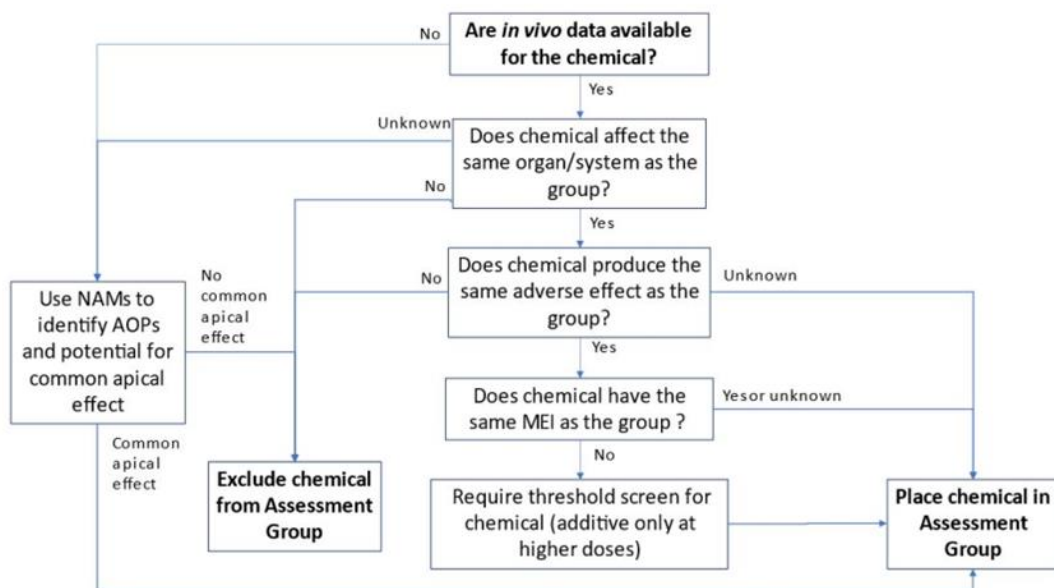 Are in vivo data available
for the chemical?
No
Yes
Unknown
Does chemical affect the
same organ/system as the
group?
No
Yes
Does chemical produce the
same adverse effect as the
group?
No
Unknown
Use NAMs to
identify AOPs
and potential for
common apical
effect
No
common
apical
effect
Yes
Does chemical have the
same MEI as the group ?
Yesor unknown
Common
apical
effect
No
Exclude chemical
from Assessment
Group
Require threshold screen for
chemical (additive only at
higher doses)
Place chemical in
Assessment
Group